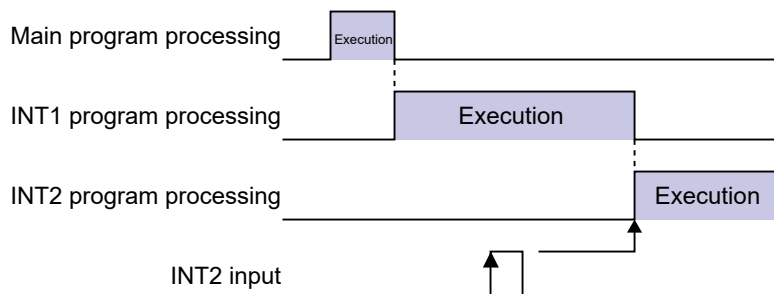 Main program processing
Execution
INT1 program processing
Execution
INT2 program processing
Execution
INT2 input